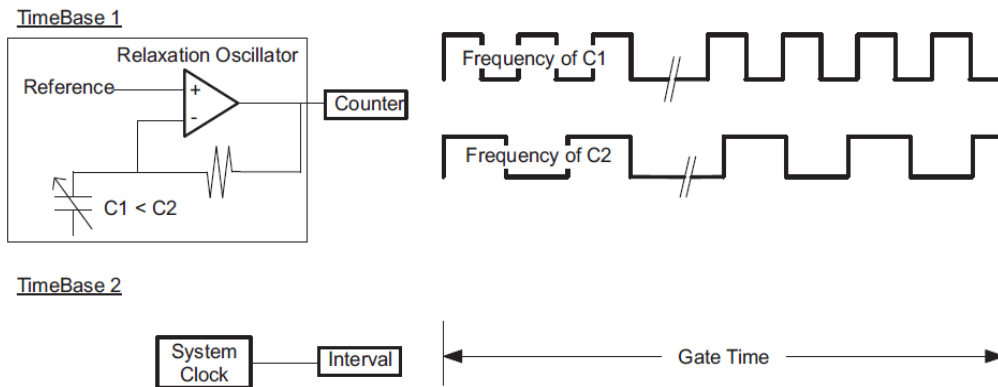 TimeBase 1
Relaxation Oscillator
Reference
+
-
Counter
C1 < C2
Frequency of C1
Frequency of C2
TimeBase 2
System
Clock
Interval
Gate Time